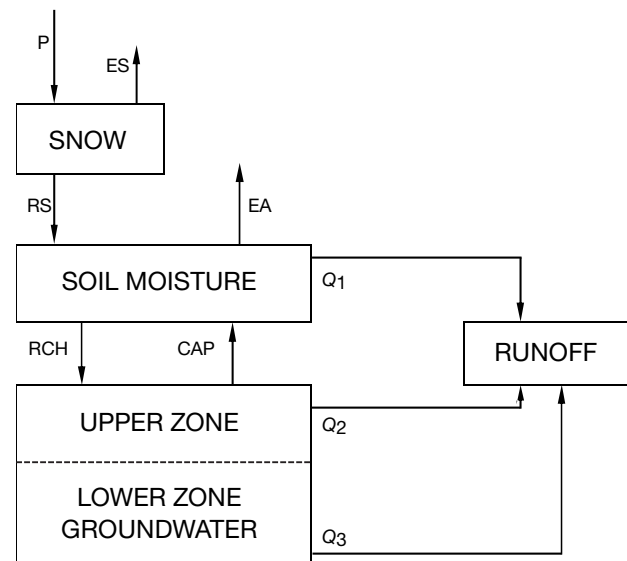 P
ES
SNOW
RS
EA
SOIL MOISTURE
Q1
RCH
CAP
RUNOFF
UPPER ZONE
Q2
LOWER ZONE
GROUNDWATER
Q3